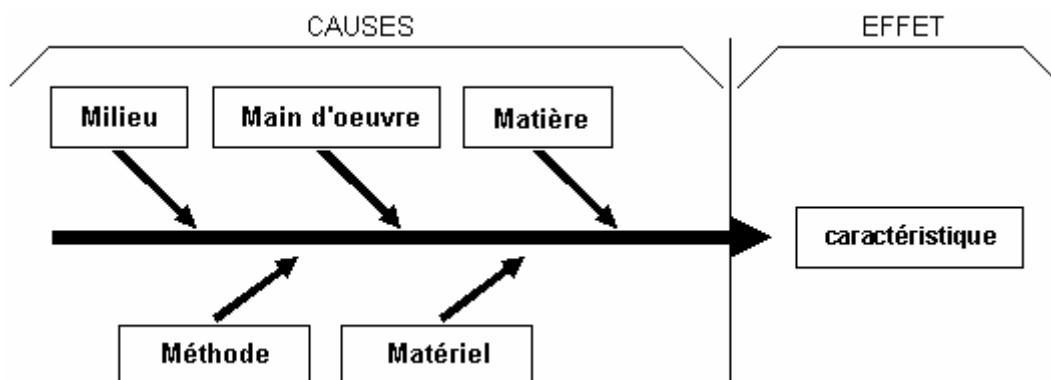 CAUSES
EFFET
Milieu
Main d'oeuvre
Matière
caractéristique
Méthode
Matériel